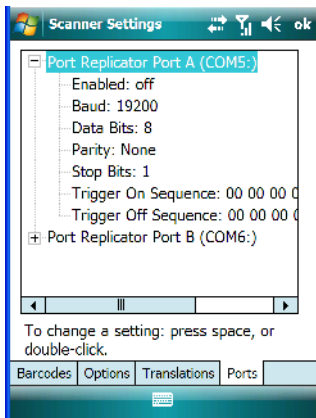 Scanner Settings ok
Port Replicator Port A (COM5:)
Enabled: off
Baud: 19200
Data Bits: 8
Parity: None
Stop Bits: 1
Trigger On Sequence: 00 00 00 0
Trigger Off Sequence: 00 00 00 0
Port Replicator Port B (COM6:)
To change a setting: press space, or
double-click.
Barcodes Options Translations Ports